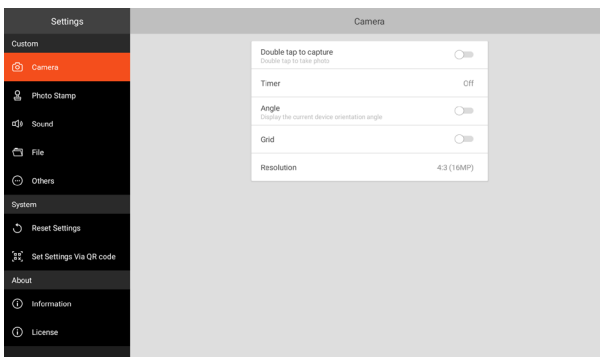 Settings
Camera
Custom
Camera
Photo Stamp
Sound
File
Others
System
Reset Settings
Set Settings Via QR code
About
Information
License
Double tap to capture
Double tap to take photo
Timer Off
Angle
Display the current device orientation angle
Grid
Resolution 4:3 (16MP)